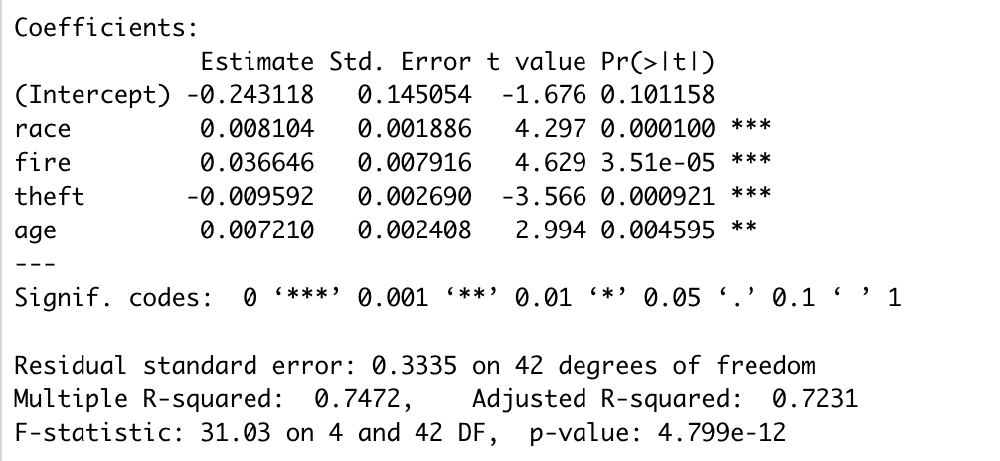 Coefficients:
             Estimate Std. Error t value Pr(>|t|)
(Intercept) -0.243118   0.145054  -1.676 0.101158
race         0.008104   0.001886   4.297 0.000100 ***
fire         0.036646   0.007916   4.629 3.51e-05 ***
theft       -0.009592   0.002690  -3.566 0.000921 ***
age          0.007210   0.002408   2.994 0.004595 **
---
Signif. codes:  0 ‘***’ 0.001 ‘**’ 0.01 ‘*’ 0.05 ‘.’ 0.1 ‘ ’ 1
Residual standard error: 0.3335 on 42 degrees of freedom
Multiple R-squared:  0.7472,    Adjusted R-squared:  0.7231
F-statistic: 31.03 on 4 and 42 DF,  p-value: 4.799e-12